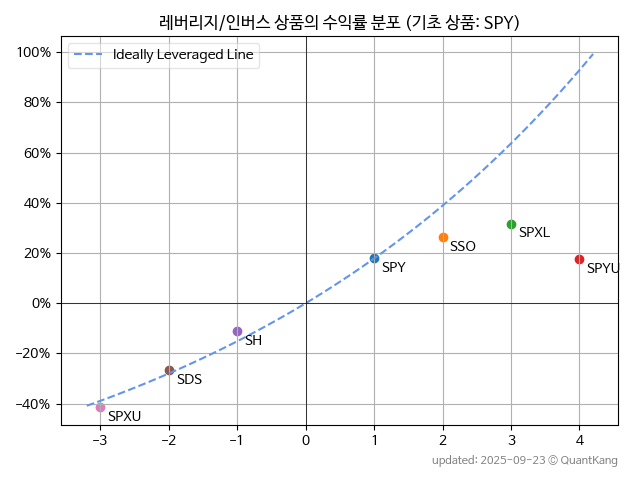 레버리지/인버스 상품의 수익률 분포 (기초 상품: SPY)
100%
Ideally Leveraged Line
80%
60%
40%
20%
0%
−20%
−40%
SPXL
SSO
SPY
SPYU
SH
SDS
SPXU
−3 −2 −1 0 1 2 3 4
updated: 2025-09-23 © QuantKang